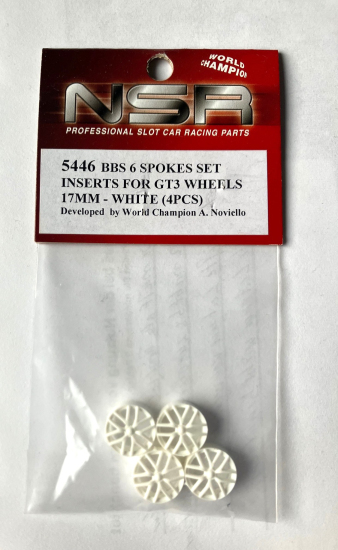 WORLD
CHAMPION
NSR
PROFESSIONAL SLOT CAR RACING PARTS
5446 BBS 6 SPOKES SET
INSERTS FOR GT3 WHEELS
17MM - WHITE (4PCS)
Developed by World Champion A. Noviello